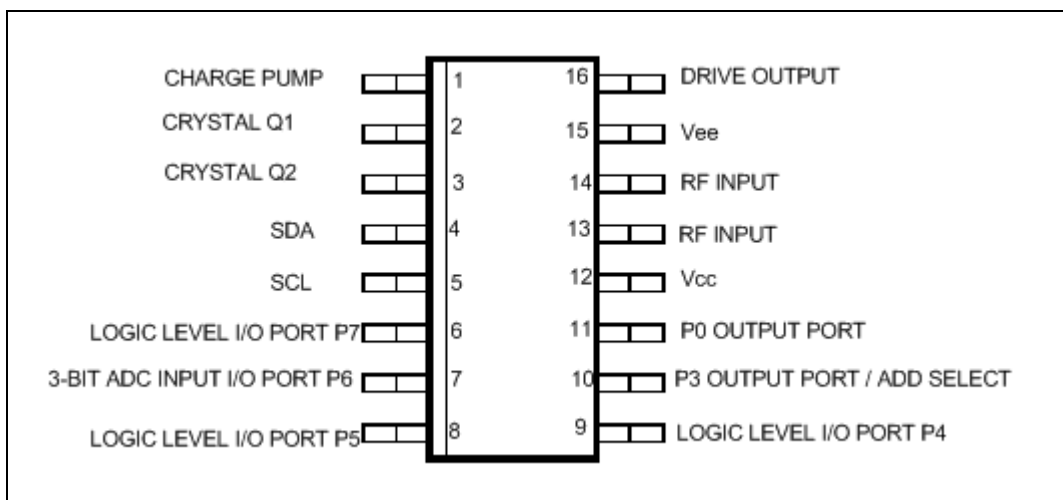 CHARGE PUMP 1 16 DRIVE OUTPUT
CRYSTAL Q1 2 15 Vee
CRYSTAL Q2 3 14 RF INPUT
SDA 4 13 RF INPUT
SCL 5 12 Vcc
LOGIC LEVEL I/O PORT P7 6 11 P0 OUTPUT PORT
3-BIT ADC INPUT I/O PORT P6 7 10 P3 OUTPUT PORT / ADD SELECT
LOGIC LEVEL I/O PORT P5 8 9 LOGIC LEVEL I/O PORT P4